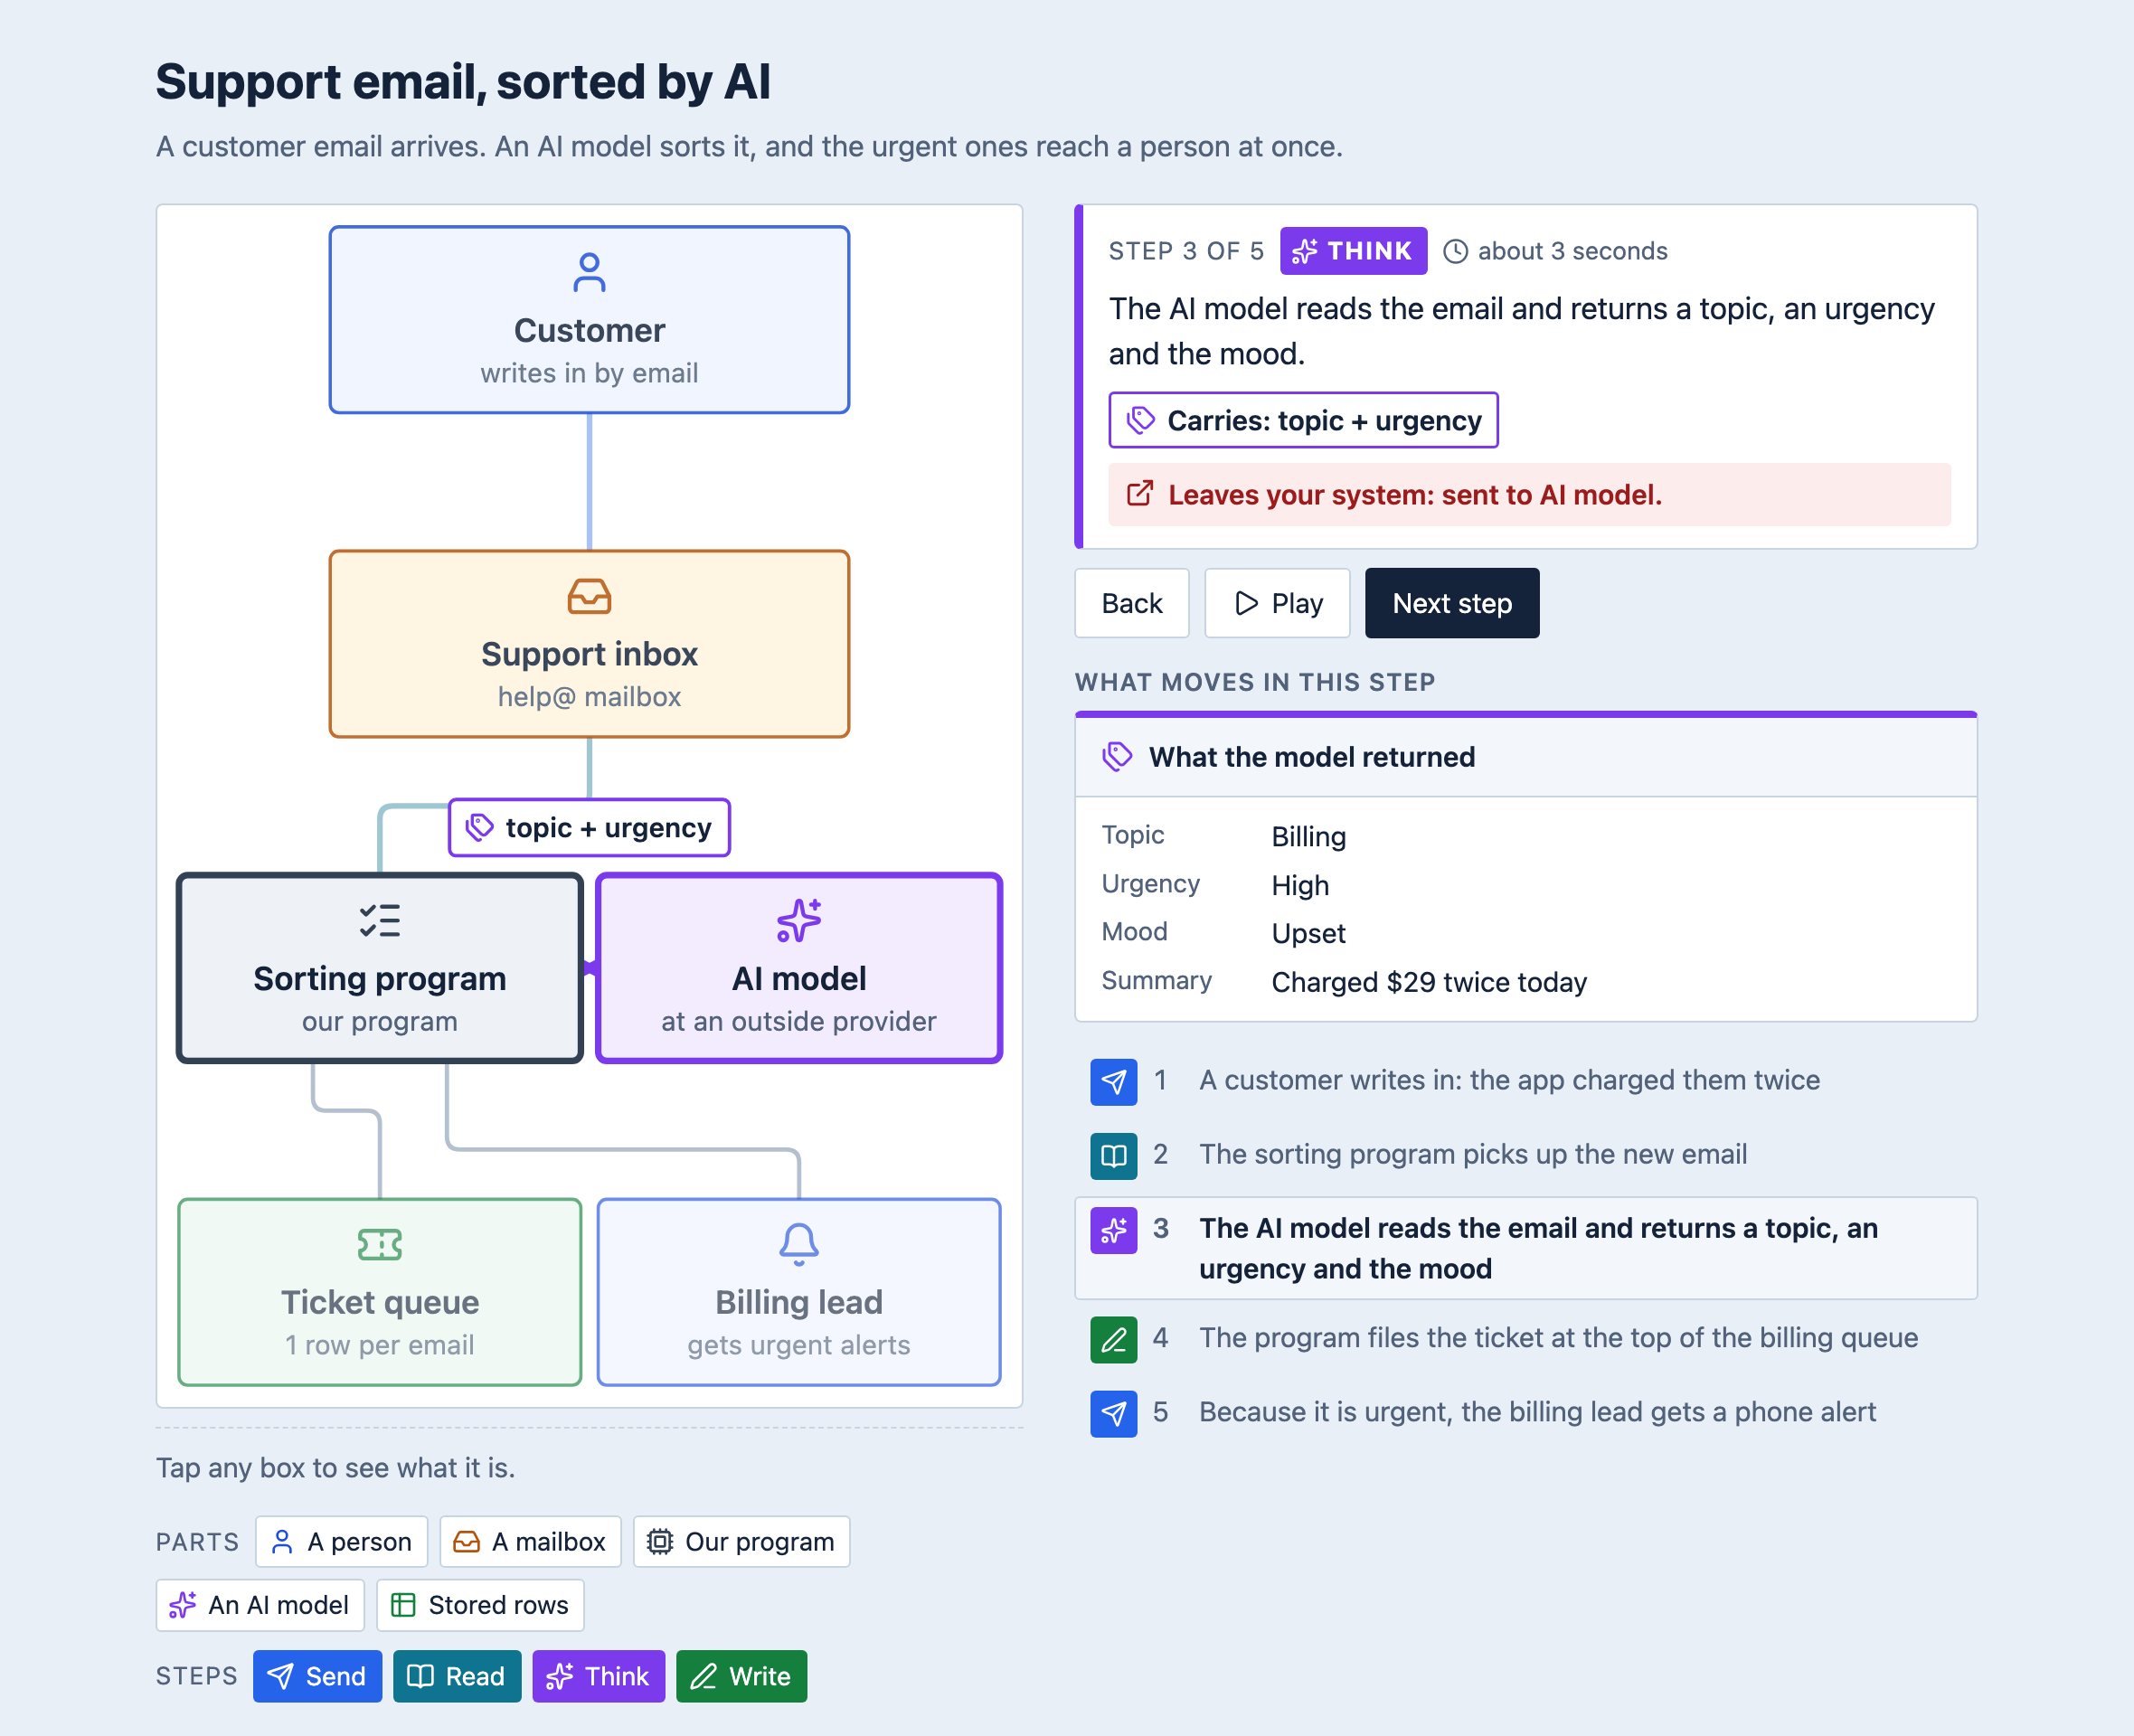 Support email, sorted by AI
A customer email arrives. An AI model sorts it, and the urgent ones reach a person at once.
Customer
writes in by email
Support inbox
help@ mailbox
topic + urgency
Sorting program
our program
AI model
at an outside provider
Ticket queue
1 row per email
Billing lead
gets urgent alerts
Tap any box to see what it is.
PARTS A person A mailbox Our program
An AI model Stored rows
STEPS Send Read Think Write
STEP 3 OF 5 THINK about 3 seconds
The AI model reads the email and returns a topic, an urgency
and the mood.
Carries: topic + urgency
Leaves your system: sent to AI model.
Back Play Next step
WHAT MOVES IN THIS STEP
What the model returned
Topic Billing
Urgency High
Mood Upset
Summary Charged $29 twice today
1 A customer writes in: the app charged them twice
2 The sorting program picks up the new email
3 The AI model reads the email and returns a topic, an
urgency and the mood
4 The program files the ticket at the top of the billing queue
5 Because it is urgent, the billing lead gets a phone alert